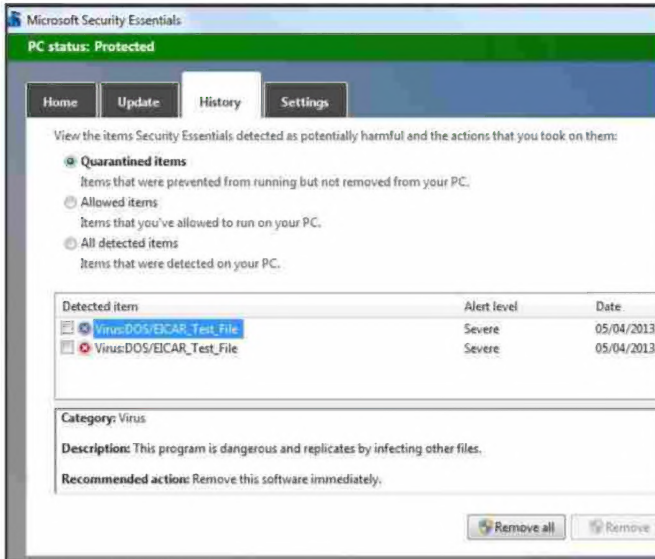 Microsoft Security Essentials
PC status: Protected
Home Update History Settings
View the items Security Essentials detected as potentially harmful and the actions that you took on them:
Quarantined items
Items that were prevented from running but not removed from your PC.
Allowed items
Items that you've allowed to run on your PC.
All detected items
Items that were detected on your PC.
Detected item Alert level Date
Virus:DOS/EICAR_Test_File Severe 05/04/2013
Virus:DOS/EICAR_Test_File Severe 05/04/2013
Category: Virus
Description: This program is dangerous and replicates by infecting other files.
Recommended action: Remove this software immediately.
Remove all Remove